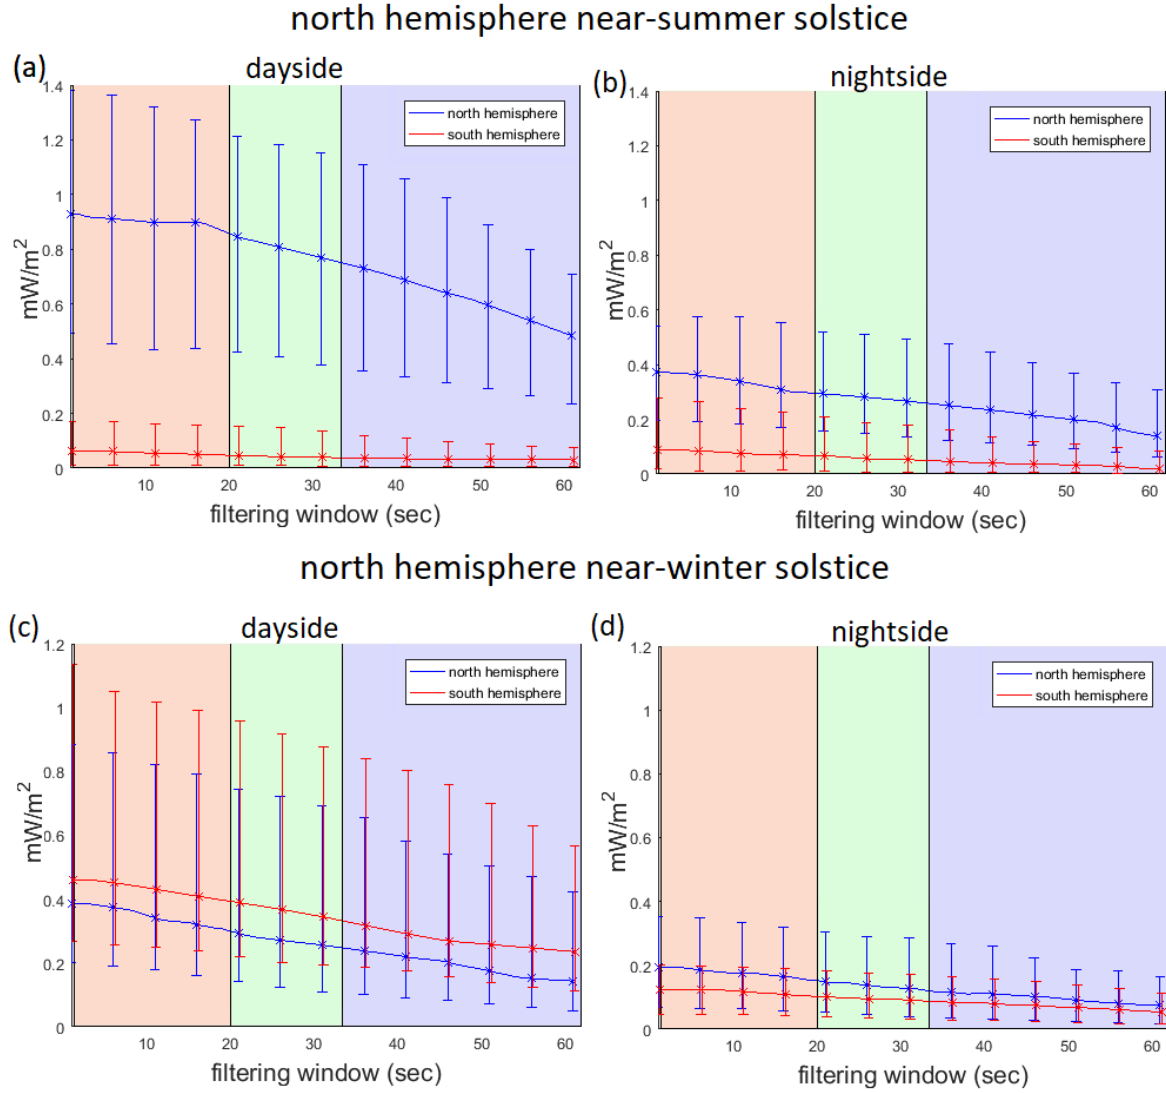 north hemisphere near-summer solstice
(a)
dayside
1.4
1.2
1
0.8
0.6
0.4
0.2
0
mW/m2
north hemisphere
south hemisphere
10
20
30
40
50
60
filtering window (sec)
(b)
nightside
1.4
1.2
1
0.8
0.6
0.4
0.2
0
mW/m2
north hemisphere
south hemisphere
10
20
30
40
50
60
filtering window (sec)
north hemisphere near-winter solstice
(c)
dayside
1.2
1
0.8
0.6
0.4
0.2
0
mW/m2
north hemisphere
south hemisphere
10
20
30
40
50
60
filtering window (sec)
(d)
nightside
1.2
1
0.8
0.6
0.4
0.2
0
mW/m2
north hemisphere
south hemisphere
10
20
30
40
50
60
filtering window (sec)